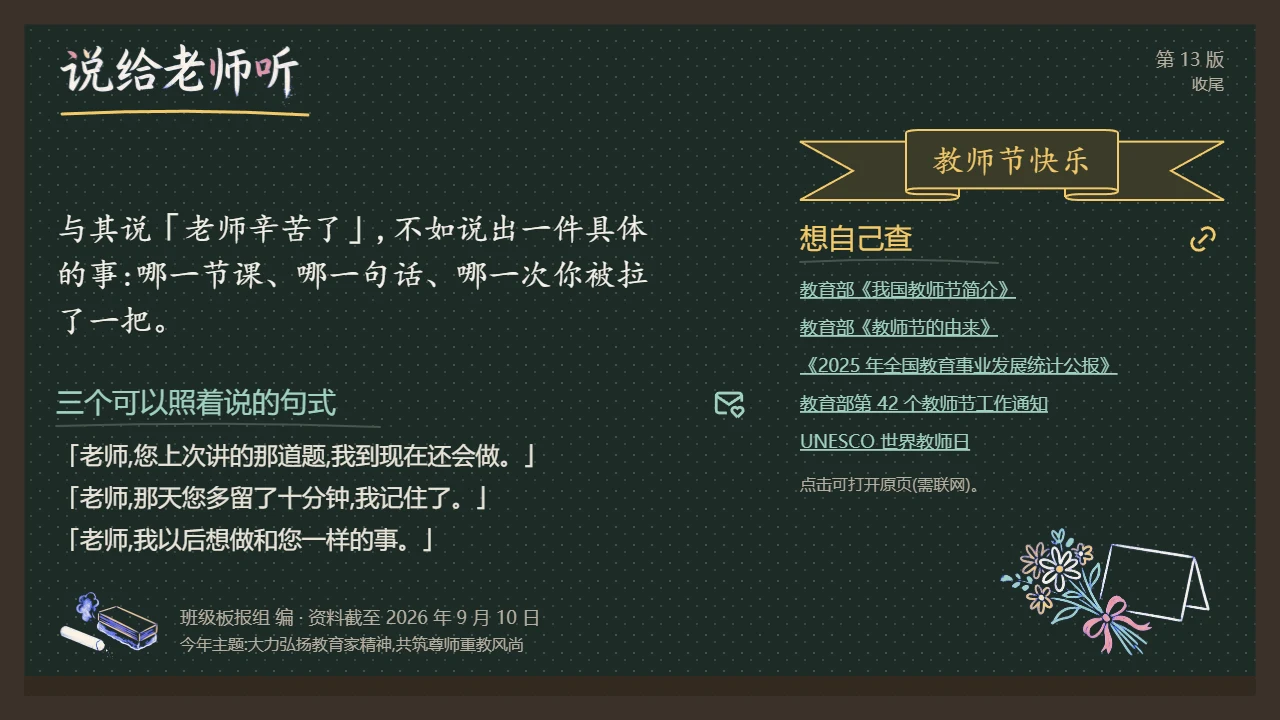 说给老师听
第 13 版
收尾
教师节快乐
与其说「老师辛苦了」,不如说出一件具体
的事:哪一节课、哪一句话、哪一次你被拉
了一把。
三个可以照着说的句式
「老师,您上次讲的那道题,我到现在还会做。」
「老师,那天您多留了十分钟,我记住了。」
「老师,我以后想做和您一样的事。」
想自己查
教育部《我国教师节简介》
教育部《教师节的由来》
《2025 年全国教育事业发展统计公报》
教育部第 42 个教师节工作通知
UNESCO 世界教师日
点击可打开原页(需联网)。
班级板报组 编 · 资料截至 2026 年 9 月 10 日
今年主题:大力弘扬教育家精神,共筑尊师重教风尚